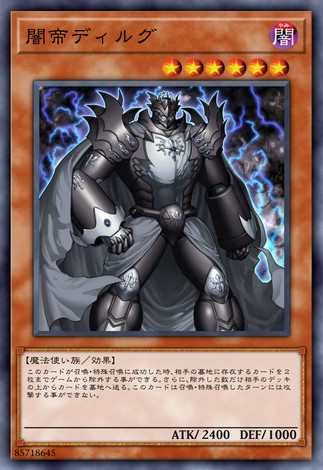 闇帝ディルグ
やみ
闇
【魔法使い族／効果】
このカードが召喚・特殊召喚に成功した時、相手の墓地に存在するカードを２
枚までゲームから除外する事ができる。さらに、除外した数だけ相手のデッキ
の上からカードを墓地へ送る。このカードは召喚・特殊召喚したターンには攻
撃する事ができない。
ATK/ 2400 DEF/1000
85718645